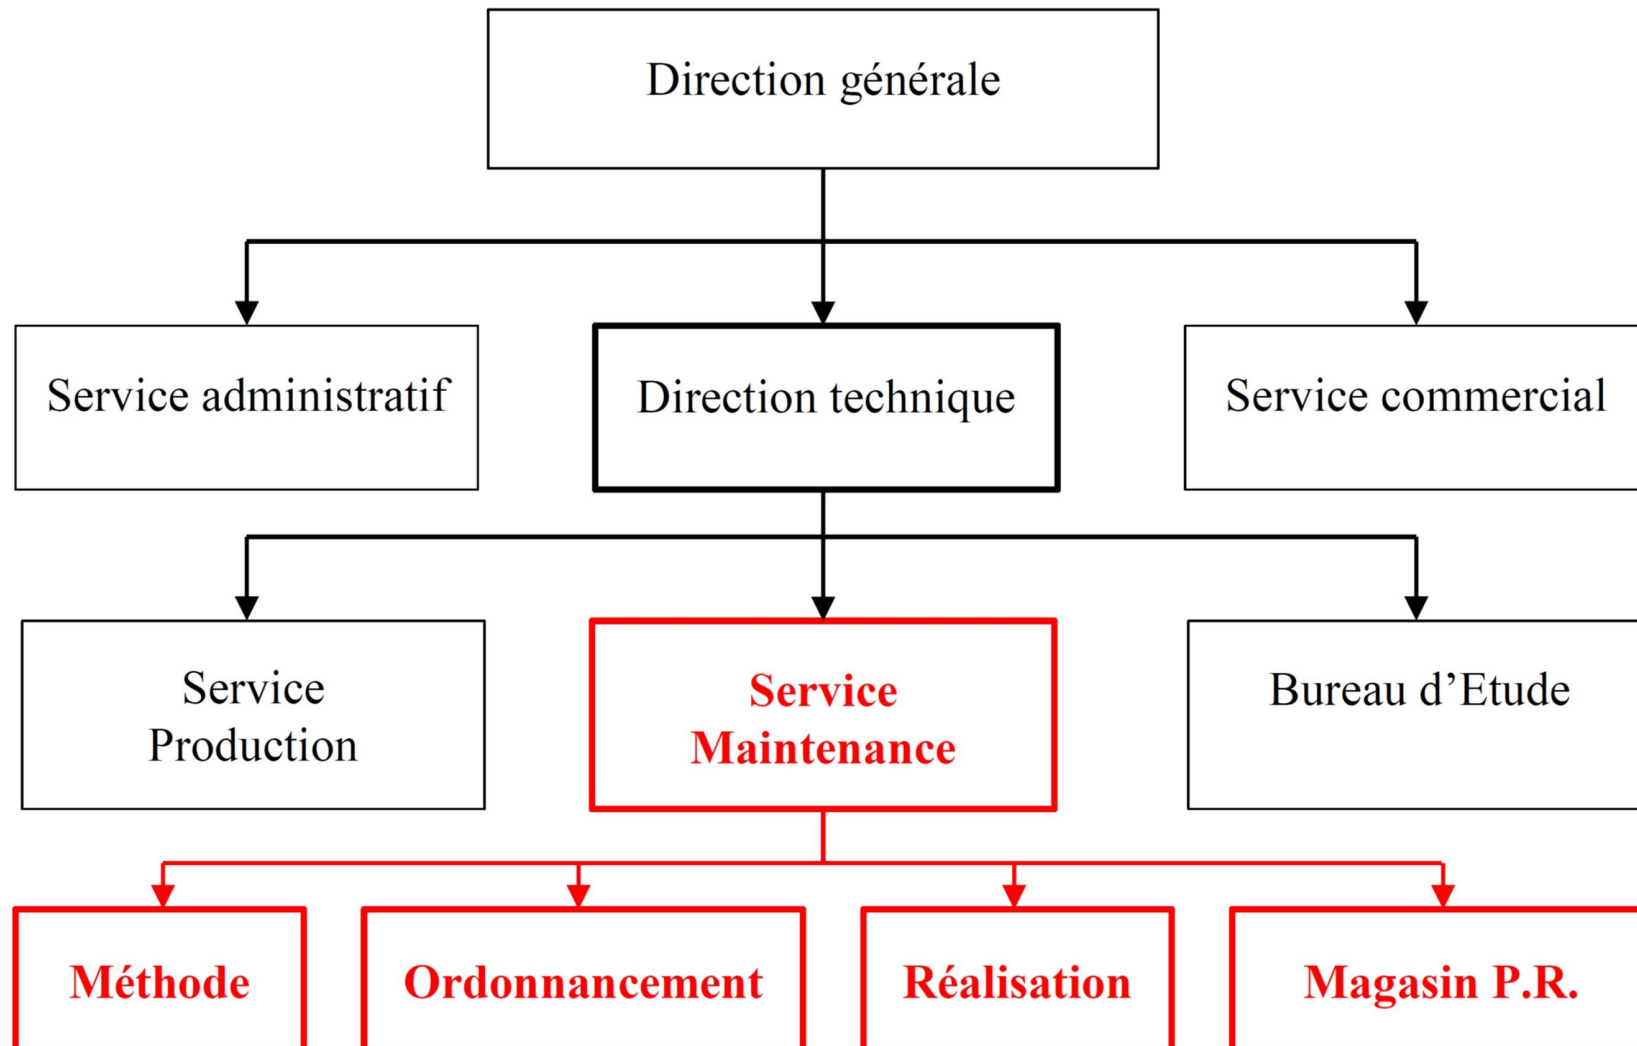 Direction générale
Service administratif
Direction technique
Service commercial
Service
Production
Service
Maintenance
Bureau d’Etude
Méthode
Ordonnancement
Réalisation
Magasin P.R.